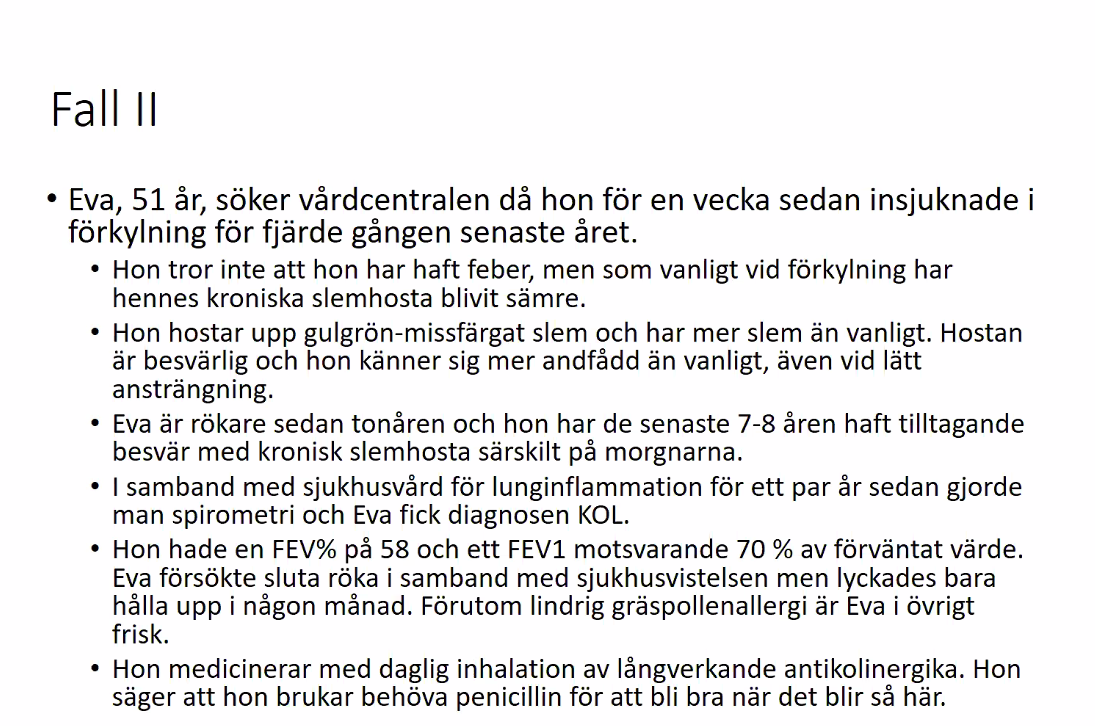 Fall II
• Eva, 51 år, söker vårdcentralen då hon för en vecka sedan insjuknade i
förkylning för fjärde gången senaste året.
• Hon tror inte att hon har haft feber, men som vanligt vid förkylning har
hennes kroniska slemhosta blivit sämre.
• Hon hostar upp gulgrön-missfärgat slem och har mer slem än vanligt. Hostan
är besvärlig och hon känner sig mer andfådd än vanligt, även vid lätt
ansträngning.
• Eva är rökare sedan tonåren och hon har de senaste 7-8 åren haft tilltagande
besvär med kronisk slemhosta särskilt på morgnarna.
• I samband med sjukhusvård för lunginflammation för ett par år sedan gjorde
man spirometri och Eva fick diagnosen KOL.
• Hon hade en FEV% på 58 och ett FEV1 motsvarande 70 % av förväntat värde.
Eva försökte sluta röka i samband med sjukhusvistelsen men lyckades bara
hålla upp i någon månad. Förutom lindrig gräspollenallergi är Eva i övrigt
frisk.
• Hon medicinerar med daglig inhalation av långverkande antikolinergika. Hon
säger att hon brukar behöva penicillin för att bli bra när det blir så här.